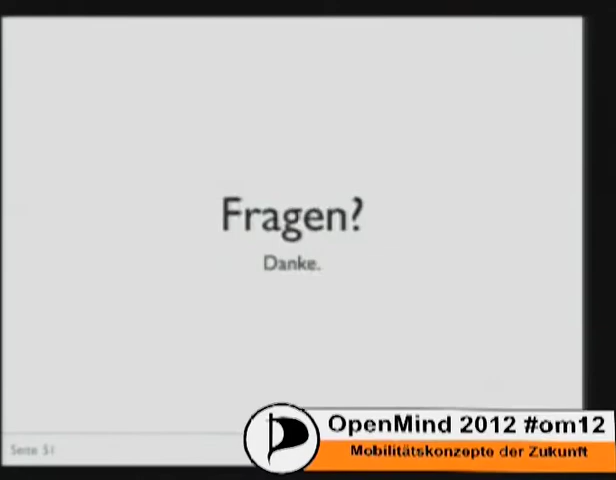 Fragen?
Danke.
Seite 51
OpenMind 2012 #om12
Mobilitätskonzepte der Zukunft